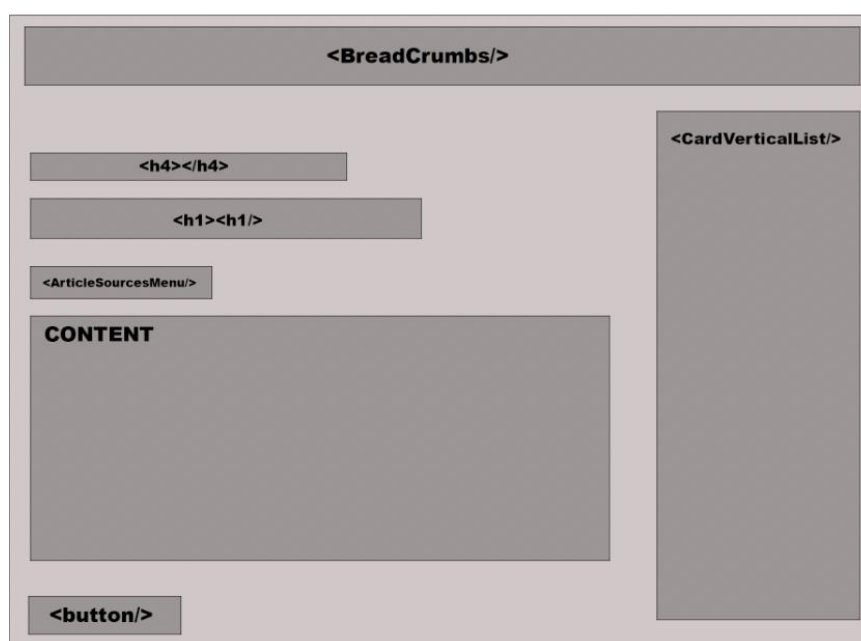 <BreadCrumbs/>
<CardVerticalList/>
<h4></h4>
<h1><h1/>
<ArticleSourcesMenu/>
CONTENT
<button/>